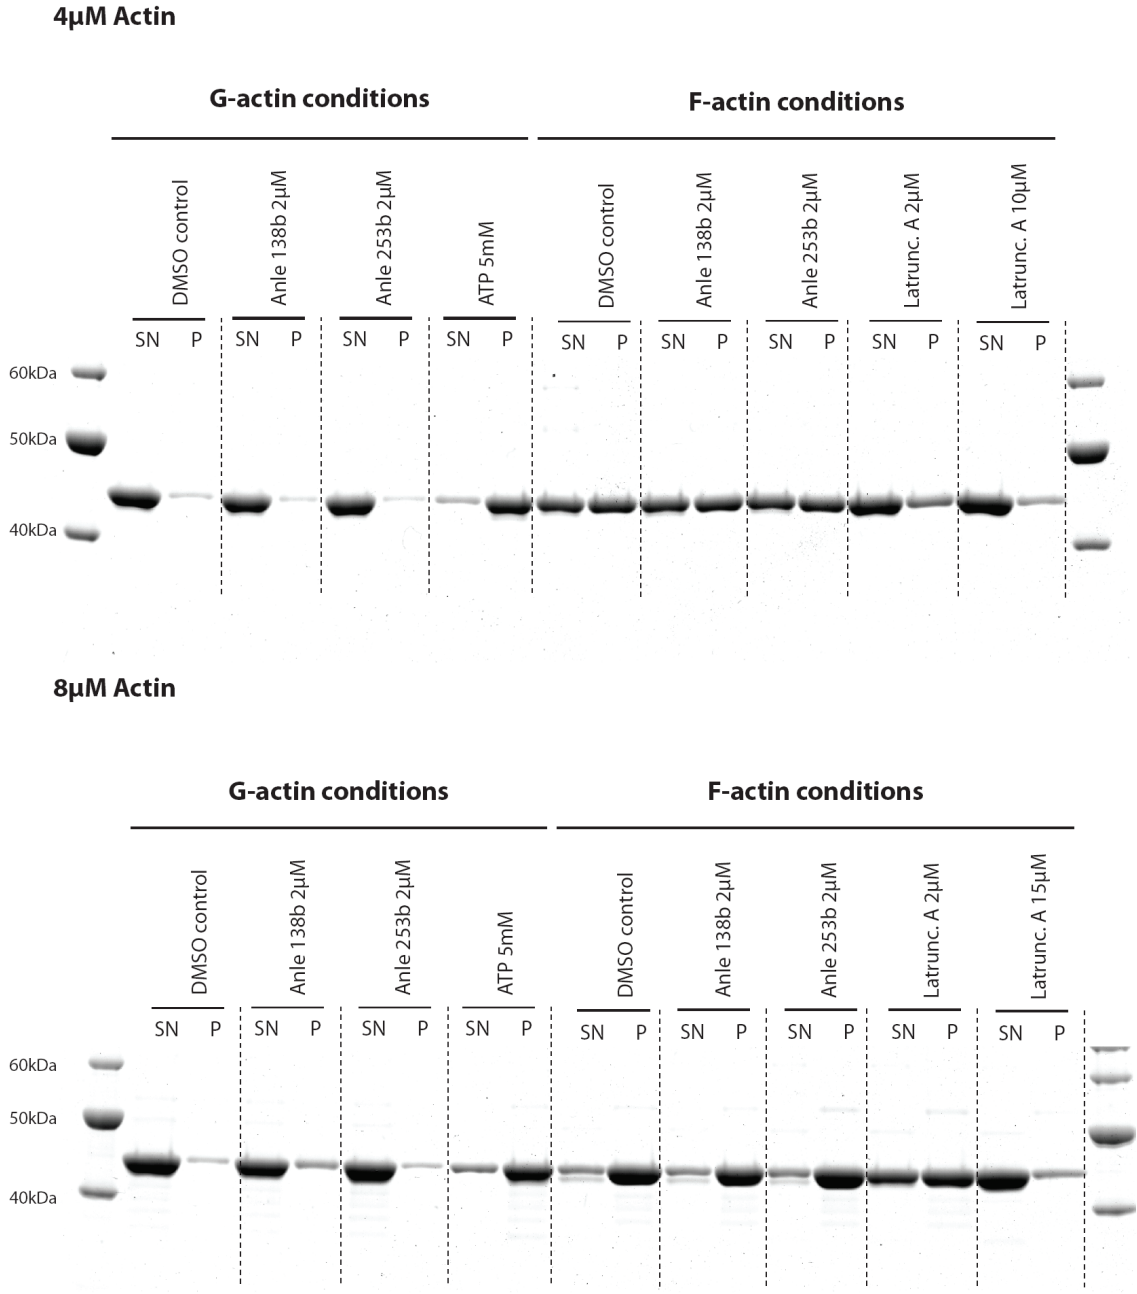 4µM Actin
G-actin conditions
F-actin conditions
DMSO control
Anle 138b 2µM
Anle 253b 2µM
ATP 5mM
DMSO control
Anle 138b 2µM
Anle 253b 2µM
Latrunc. A 2µM
Latrunc. A 10µM
SN P SN P SN P SN P SN P SN P SN P SN P SN P
60kDa
50kDa
40kDa
8µM Actin
G-actin conditions
F-actin conditions
DMSO control
Anle 138b 2µM
Anle 253b 2µM
ATP 5mM
DMSO control
Anle 138b 2µM
Anle 253b 2µM
Latrunc. A 2µM
Latrunc. A 15µM
SN P SN P SN P SN P SN P SN P SN P SN P SN P
60kDa
50kDa
40kDa